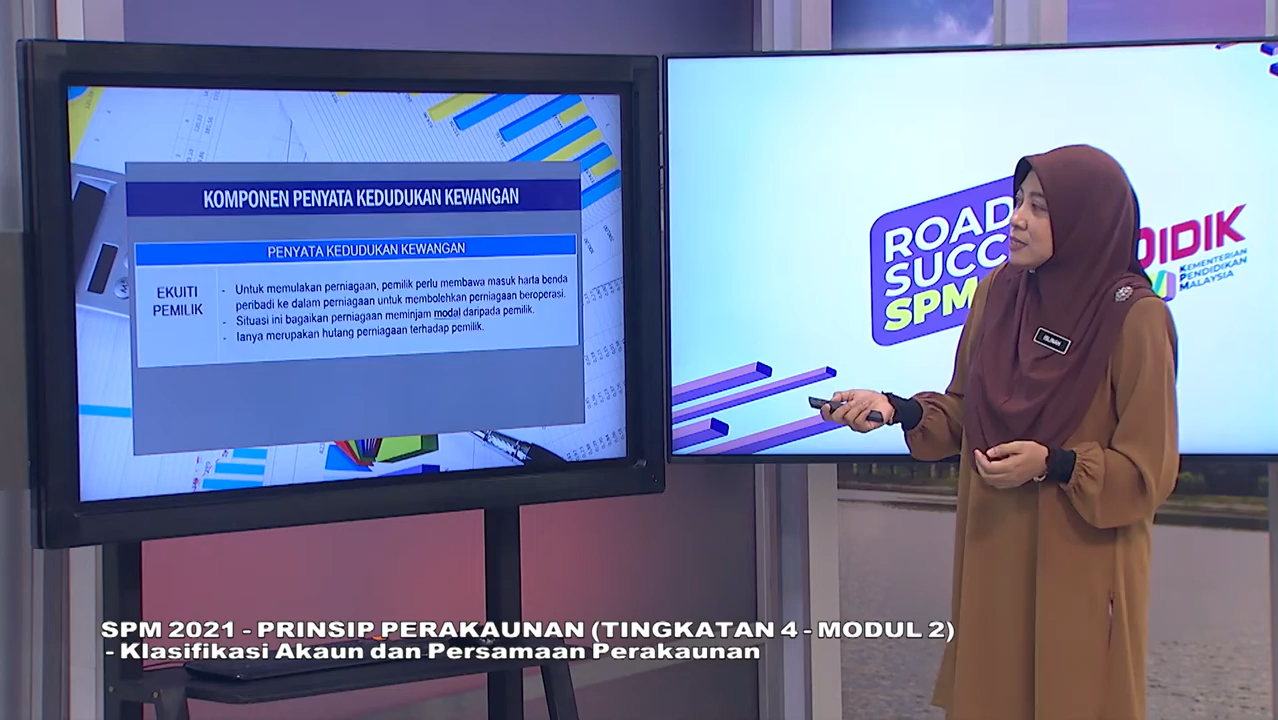 KOMPONEN PENYATA KEDUDUKAN KEWANGAN
PENYATA KEDUDUKAN KEWANGAN
EKUITI
PEMILIK
- Untuk memulakan perniagaan, pemilik perlu membawa masuk harta benda
peribadi ke dalam perniagaan untuk membolehkan perniagaan beroperasi.
- Situasi ini bagaikan perniagaan meminjam modal daripada pemilik.
- Ianya merupakan hutang perniagaan terhadap pemilik.
ROAD
SUCC
SPM
DIDIK
KEMENTERIAN
PENDIDIKAN
MALAYSIA
SPM 2021 - PRINSIP PERAKAUNAN (TINGKATAN 4 - MODUL 2)
- Klasifikasi Akaun dan Persamaan Perakaunan